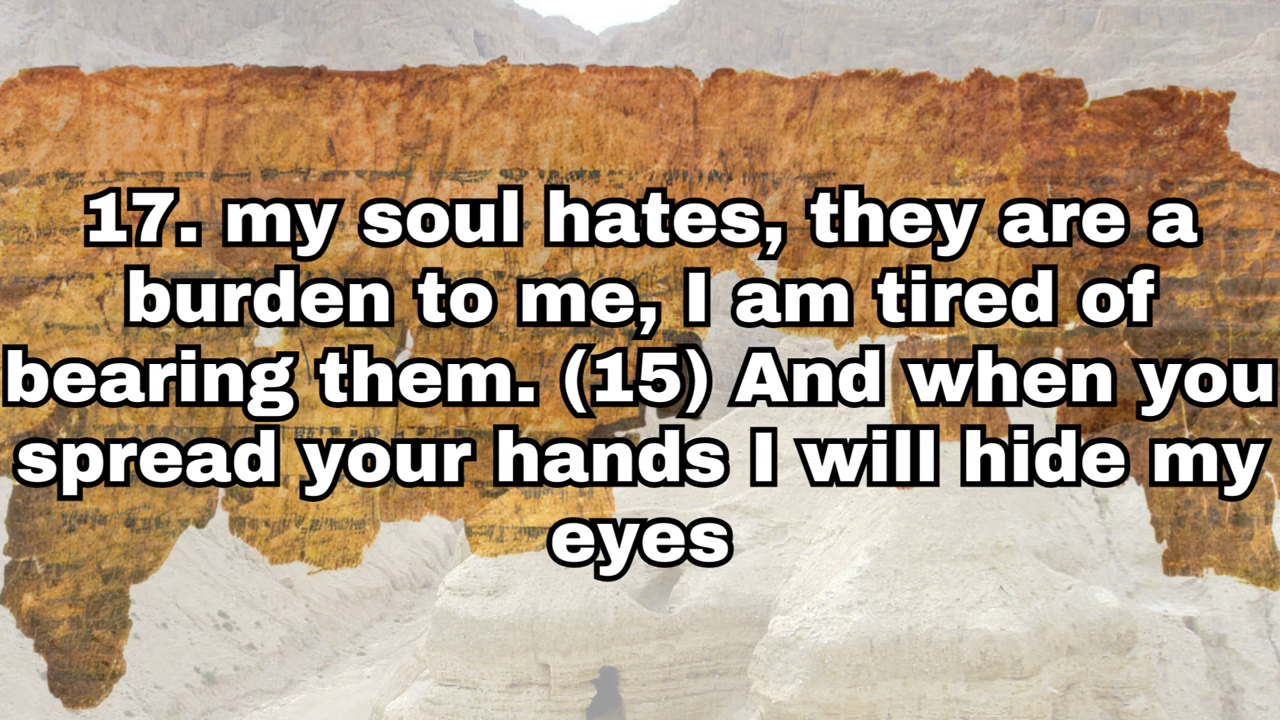 17. my soul hates, they are a
burden to me, I am tired of
bearing them. (15) And when you
spread your hands I will hide my
eyes